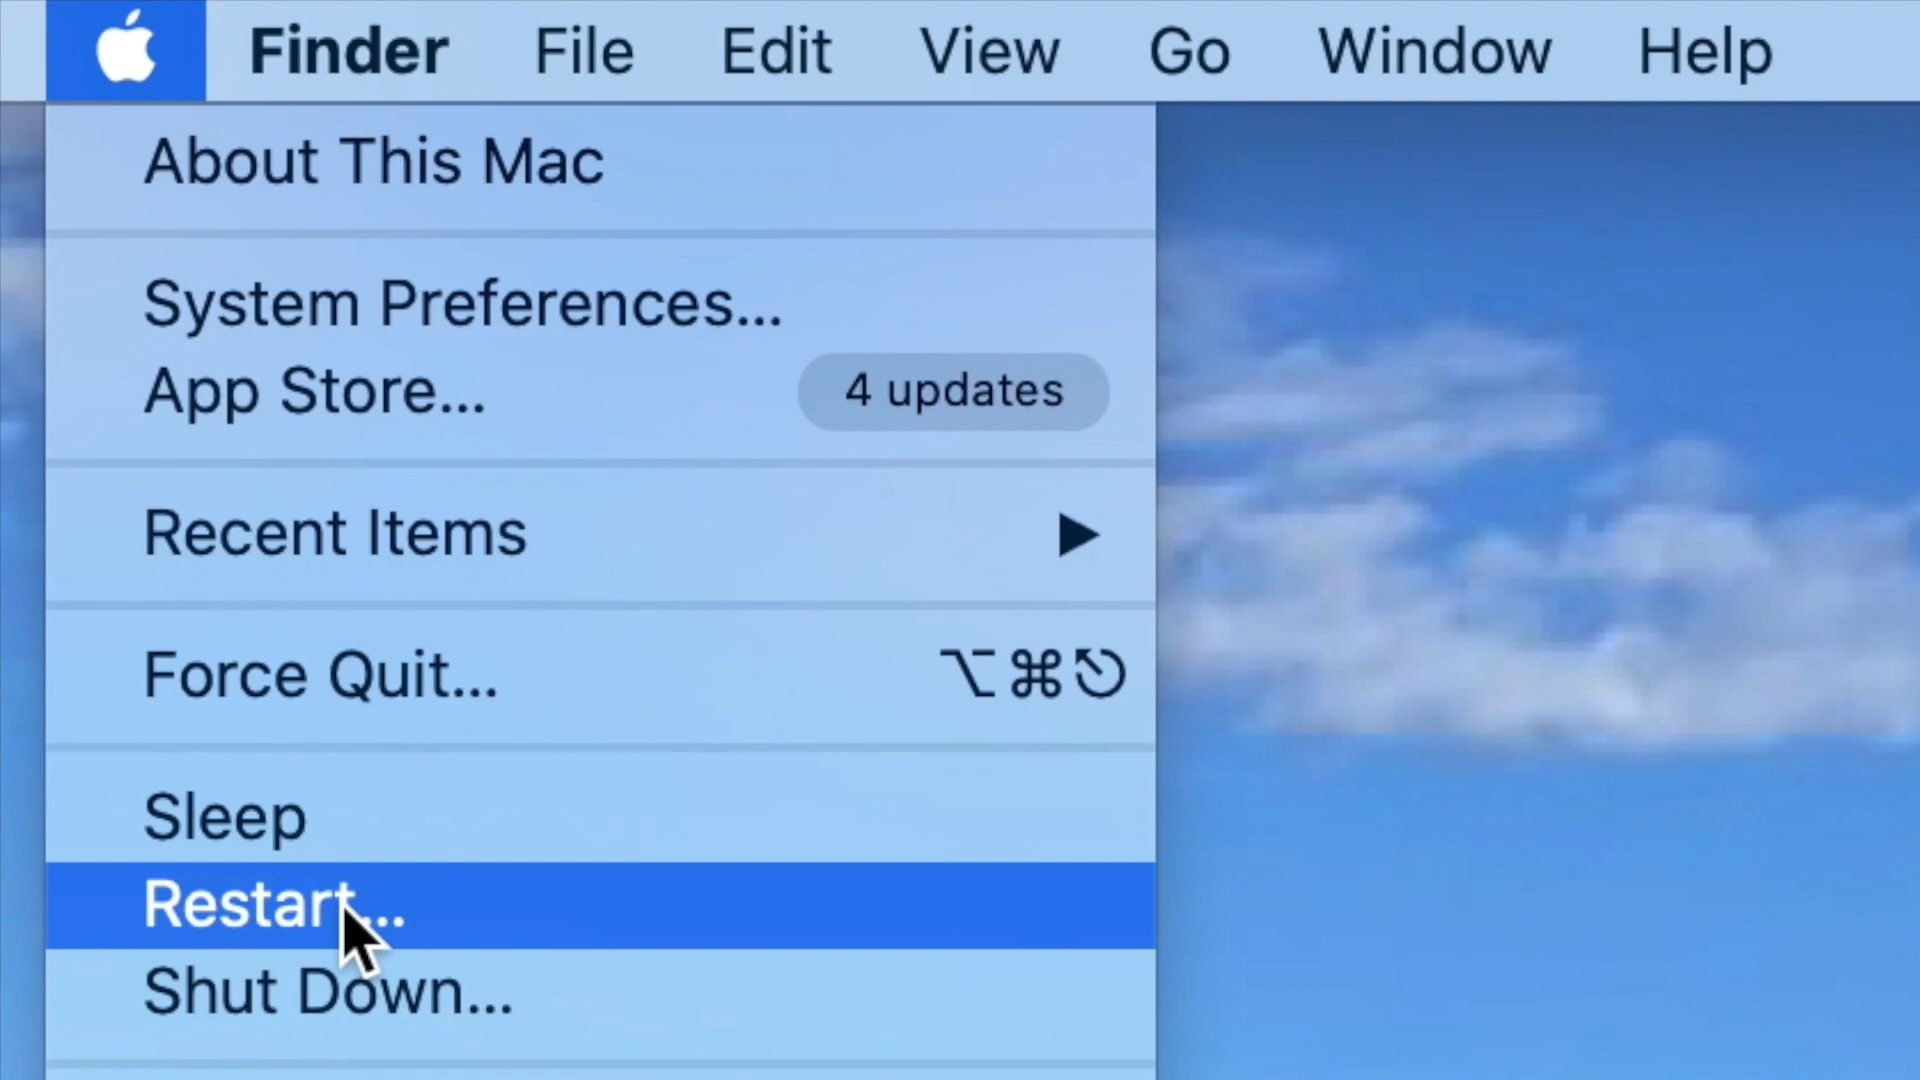 Finder File Edit View Go Window Help
About This Mac
System Preferences...
App Store... 4 updates
Recent Items ▶
Force Quit... ⌥⌘⎋
Sleep
Restart...
Shut Down...